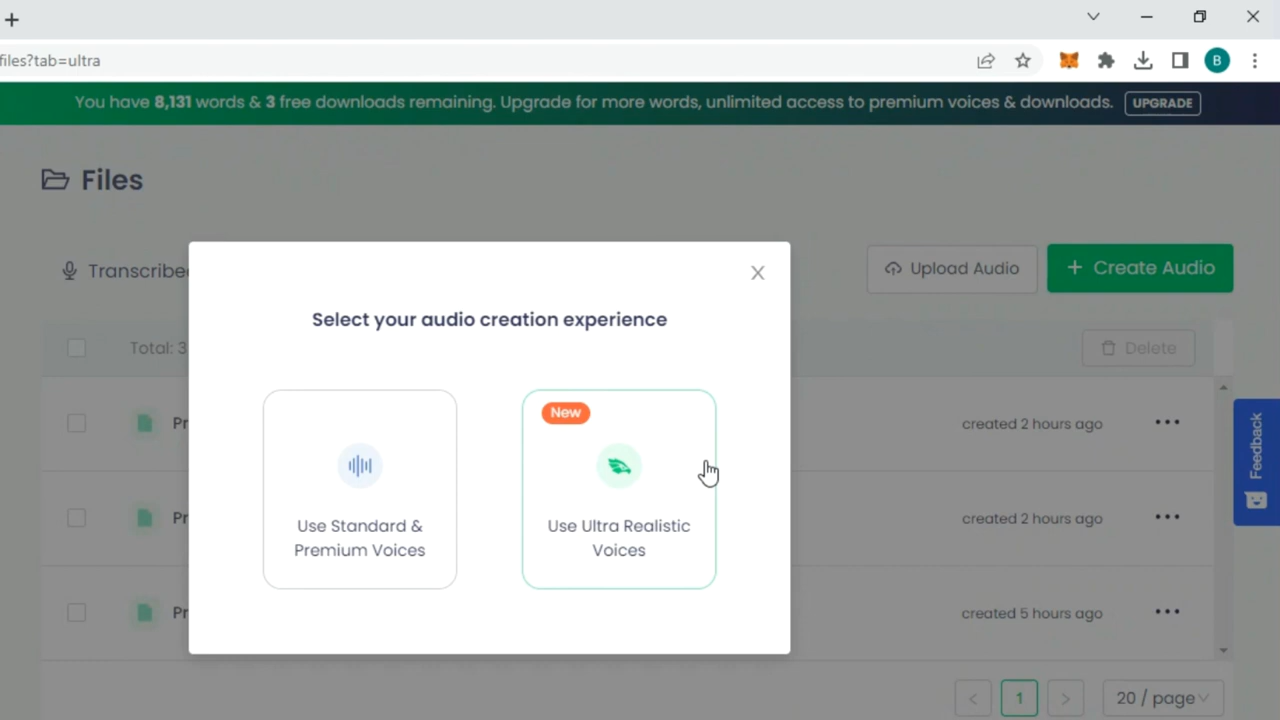 files?tab=ultra
B
You have 8,131 words & 3 free downloads remaining. Upgrade for more words, unlimited access to premium voices & downloads. UPGRADE
Files
Transcribed
Upload Audio
+ Create Audio
Select your audio creation experience
Total: 3
Delete
New
Use Standard &
Premium Voices
Use Ultra Realistic
Voices
Pr
created 2 hours ago
Pr
created 2 hours ago
Pr
created 5 hours ago
Feedback
< 1 > 20 / page